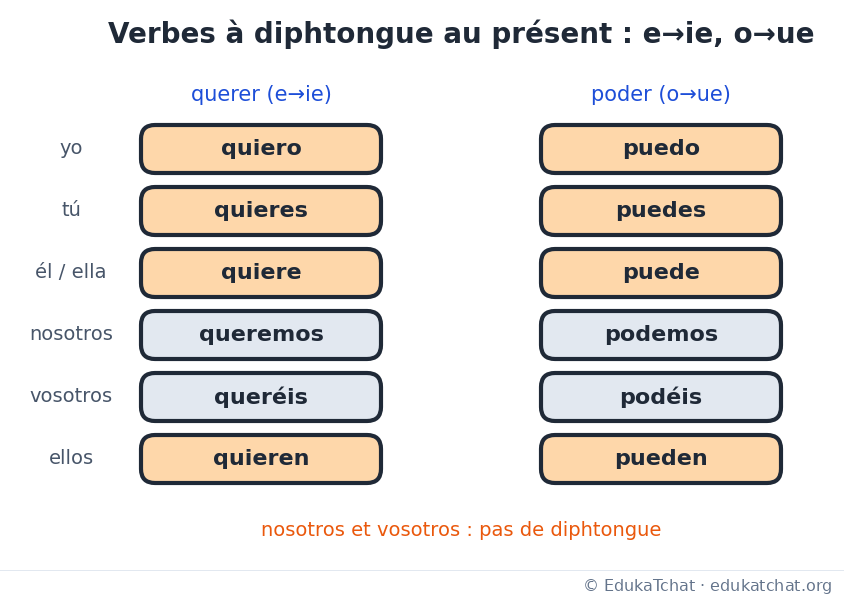 Verbes à diphtongue au présent : e→ie, o→ue
querer (e→ie) poder (o→ue)
yo quiero puedo
tú quieres puedes
él / ella quiere puede
nosotros queremos podemos
vosotros queréis podéis
ellos quieren pueden
nosotros et vosotros : pas de diphtongue
© EdukaTchat · edukatchat.org